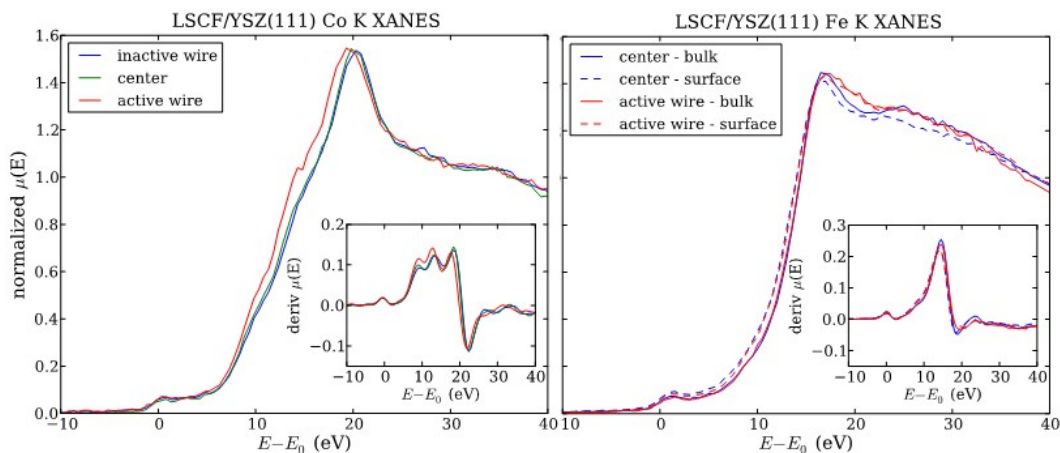 LSCF/YSZ(111) Co K XANES
1.6
1.4
1.2
1.0
0.8
0.6
0.4
0.2
0.0
normalized μ(E)
inactive wire
center
active wire
0.2
0.1
0.0
−0.1
deriv μ(E)
−10 0 10 20 30 40
E−E₀ (eV)
−10 0 10 20 30 40
E−E₀ (eV)
LSCF/YSZ(111) Fe K XANES
center - bulk
center - surface
active wire - bulk
active wire - surface
0.3
0.2
0.1
0.0
−0.1
deriv μ(E)
−10 0 10 20 30 40
E−E₀ (eV)
−10 0 10 20 30 40
E−E₀ (eV)